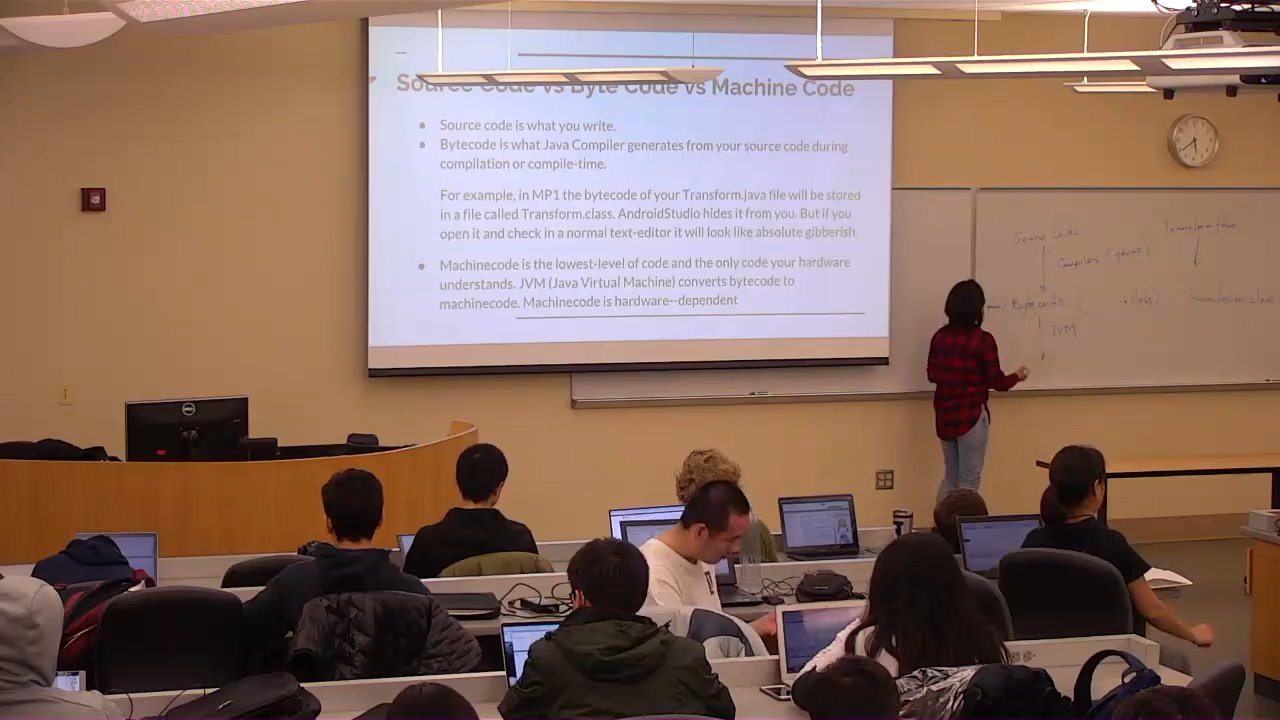 Source Code vs Byte Code vs Machine Code
● Source code is what you write.
● Bytecode is what Java Compiler generates from your source code during
compilation or compile-time.
For example, in MP1 the bytecode of your Transform.java file will be stored
in a file called Transform.class. AndroidStudio hides it from you. But if you
open it and check in a normal text-editor it will look like absolute gibberish.
● Machinecode is the lowest-level of code and the only code your hardware
understands. JVM (Java Virtual Machine) converts bytecode to
machinecode. Machinecode is hardware--dependent
Source Code
Compiler (javac)
Bytecode ( .class) Transform.class
JVM
DELL